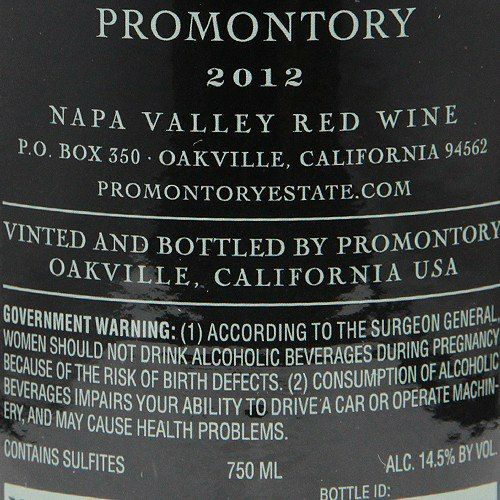 PROMONTORY
2012
NAPA VALLEY RED WINE
P.O. BOX 350 · OAKVILLE, CALIFORNIA 94562
PROMONTORYESTATE.COM
VINTED AND BOTTLED BY PROMONTORY
OAKVILLE, CALIFORNIA USA
GOVERNMENT WARNING: (1) ACCORDING TO THE SURGEON GENERAL,
WOMEN SHOULD NOT DRINK ALCOHOLIC BEVERAGES DURING PREGNANCY
BECAUSE OF THE RISK OF BIRTH DEFECTS. (2) CONSUMPTION OF ALCOHOLIC
BEVERAGES IMPAIRS YOUR ABILITY TO DRIVE A CAR OR OPERATE MACHIN-
ERY, AND MAY CAUSE HEALTH PROBLEMS.
CONTAINS SULFITES 750 ML ALC. 14.5% BY VOL.
BOTTLE ID: